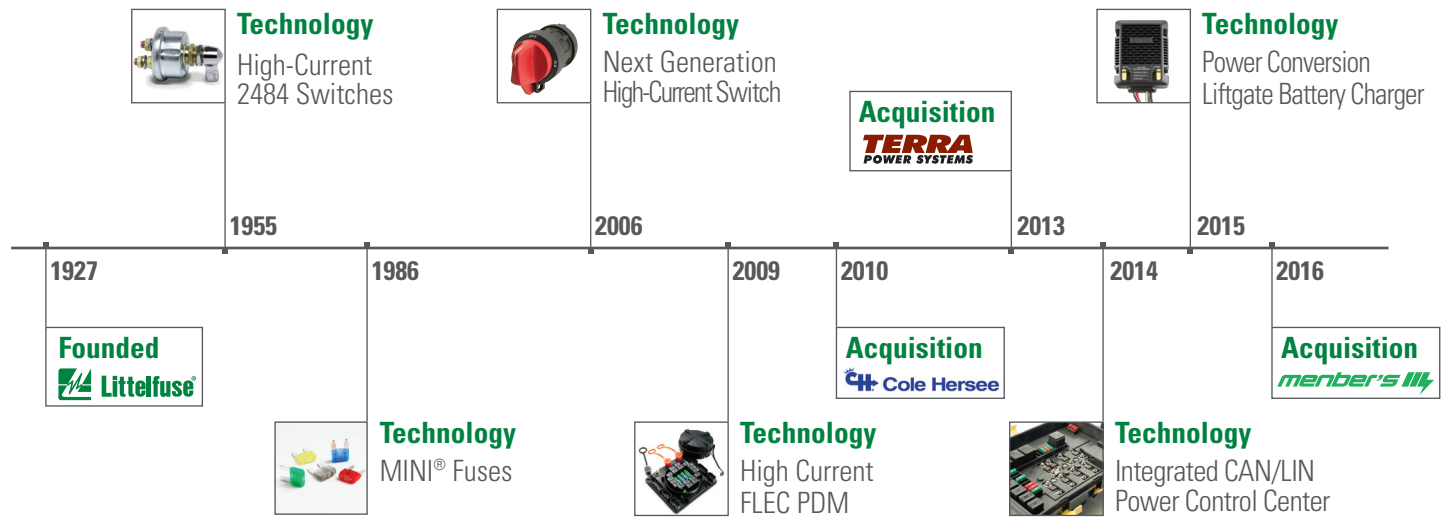 Technology
High-Current
2484 Switches
Technology
Next Generation
High-Current Switch
Acquisition
TERRA
POWER SYSTEMS
Technology
Power Conversion
Liftgate Battery Charger
1955
2006
2013
2015
1927
1986
2009
2010
2014
2016
Founded
Littelfuse®
Acquisition
CH Cole Hersee
Acquisition
menber's
Technology
MINI® Fuses
Technology
High Current
FLEC PDM
Technology
Integrated CAN/LIN
Power Control Center